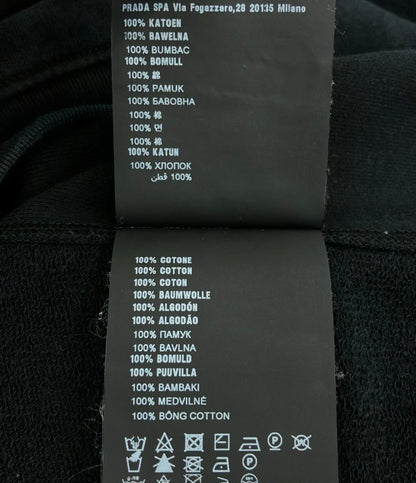 PRADA SPA Via Fogazzaro,28 20135 Milano
100% KATOEN
100% BAWELNA
100% BUMBAC
100% BOMULL
100% 綿
100% PAMUK
100% БАВОВНА
100% 棉
100% 면
100% 棉
100% KATUN
100% ХЛОПОК
100% قطن
100% COTONE
100% COTTON
100% COTON
100% BAUMWOLLE
100% ALGODÓN
100% ALGODÃO
100% ПАМУК
100% BAVLNA
100% BOMULD
100% PUUVILLA
100% BAMBAKI
100% MEDVILNĖ
100% BÔNG COTTON